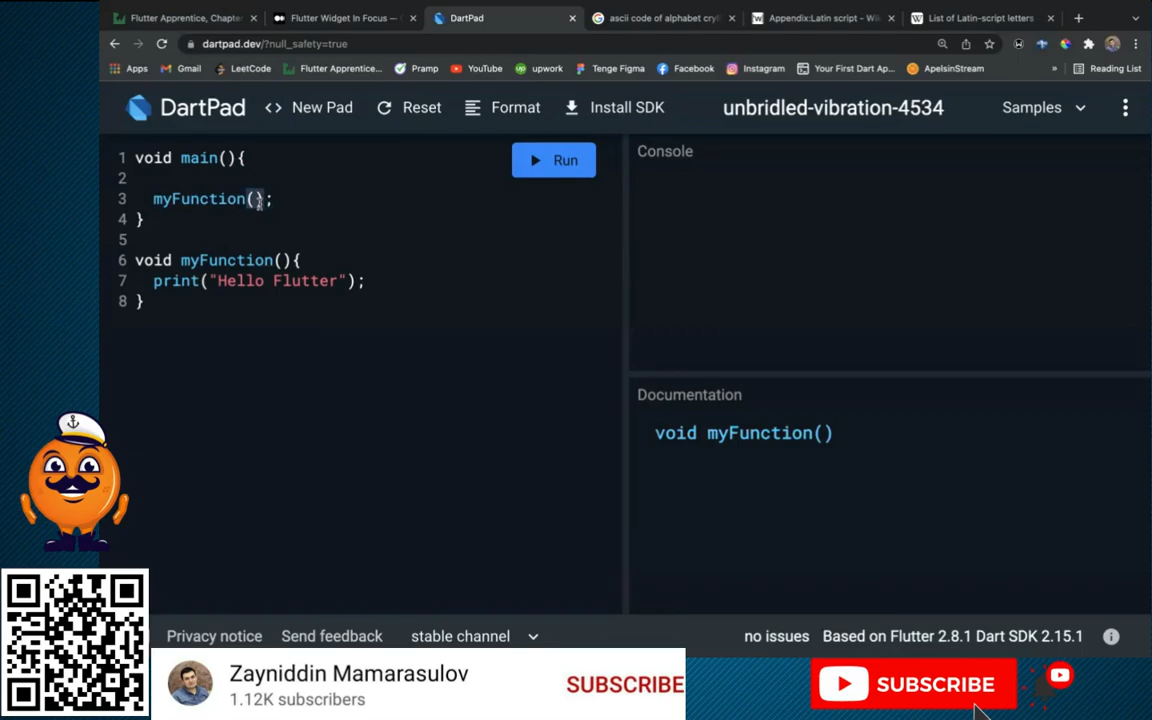 Flutter Apprentice, Chapter
Flutter Widget In Focus —
DartPad
ascii code of alphabet cryll
Appendix:Latin script - Wik
List of Latin-script letters
dartpad.dev/?null_safety=true
Apps
Gmail
LeetCode
Flutter Apprentice...
Pramp
YouTube
upwork
Tenge Figma
Facebook
Instagram
Your First Dart Ap...
ApelsinStream
»
Reading List
DartPad
<> New Pad
Reset
Format
Install SDK
unbridled-vibration-4534
Samples
1 void main(){
2
3 myFunction();
4 }
5
6 void myFunction(){
7 print("Hello Flutter");
8 }
Run
Console
Documentation
void myFunction()
Privacy notice
Send feedback
stable channel
no issues
Based on Flutter 2.8.1 Dart SDK 2.15.1
Zayniddin Mamarasulov
1.12K subscribers
SUBSCRIBE
SUBSCRIBE